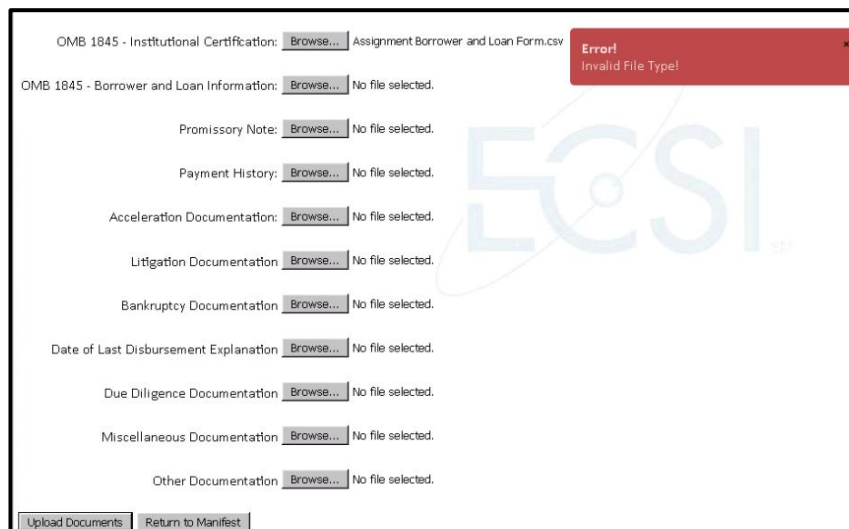 OMB 1845 - Institutional Certification: Browse... Assignment Borrower and Loan Form.csv
Error! x
Invalid File Type!
OMB 1845 - Borrower and Loan Information: Browse... No file selected.
Promissory Note: Browse... No file selected.
Payment History: Browse... No file selected.
Acceleration Documentation: Browse... No file selected.
Litigation Documentation Browse... No file selected.
Bankruptcy Documentation Browse... No file selected.
Date of Last Disbursement Explanation Browse... No file selected.
Due Diligence Documentation Browse... No file selected.
Miscellaneous Documentation Browse... No file selected.
Other Documentation Browse... No file selected.
Upload Documents Return to Manifest
ECSI